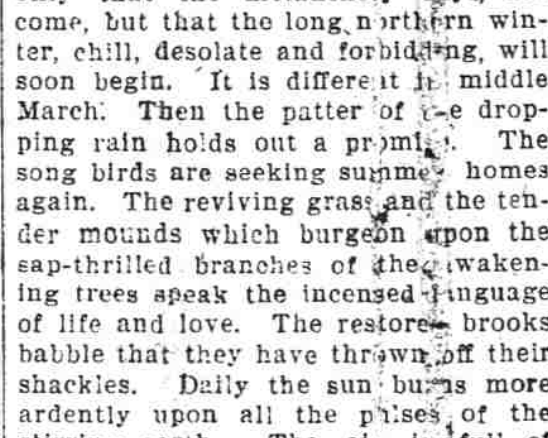 come, but that the long northern win-
ter, chill, desolate and forbidding, will
soon begin. It is different in middle
March. Then the patter of the drop-
ping rain holds out a promise. The
song birds are seeking summer homes
again. The reviving grass and the ten-
der mounds which burgeon upon the
sap-thrilled branches of the awaken-
ing trees speak the incensed language
of life and love. The restored brooks
babble that they have thrown off their
shackles. Daily the sun burns more
ardently upon all the pulses of the